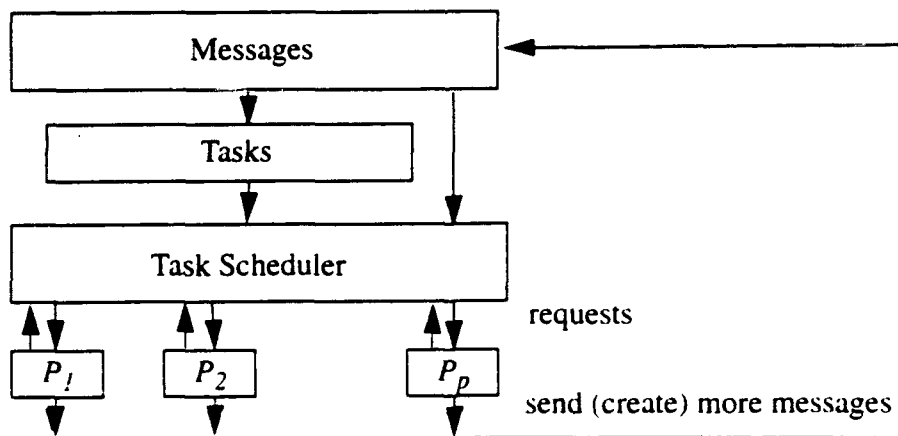 Messages
Tasks
Task Scheduler
requests
P1 P2 Pp
send (create) more messages